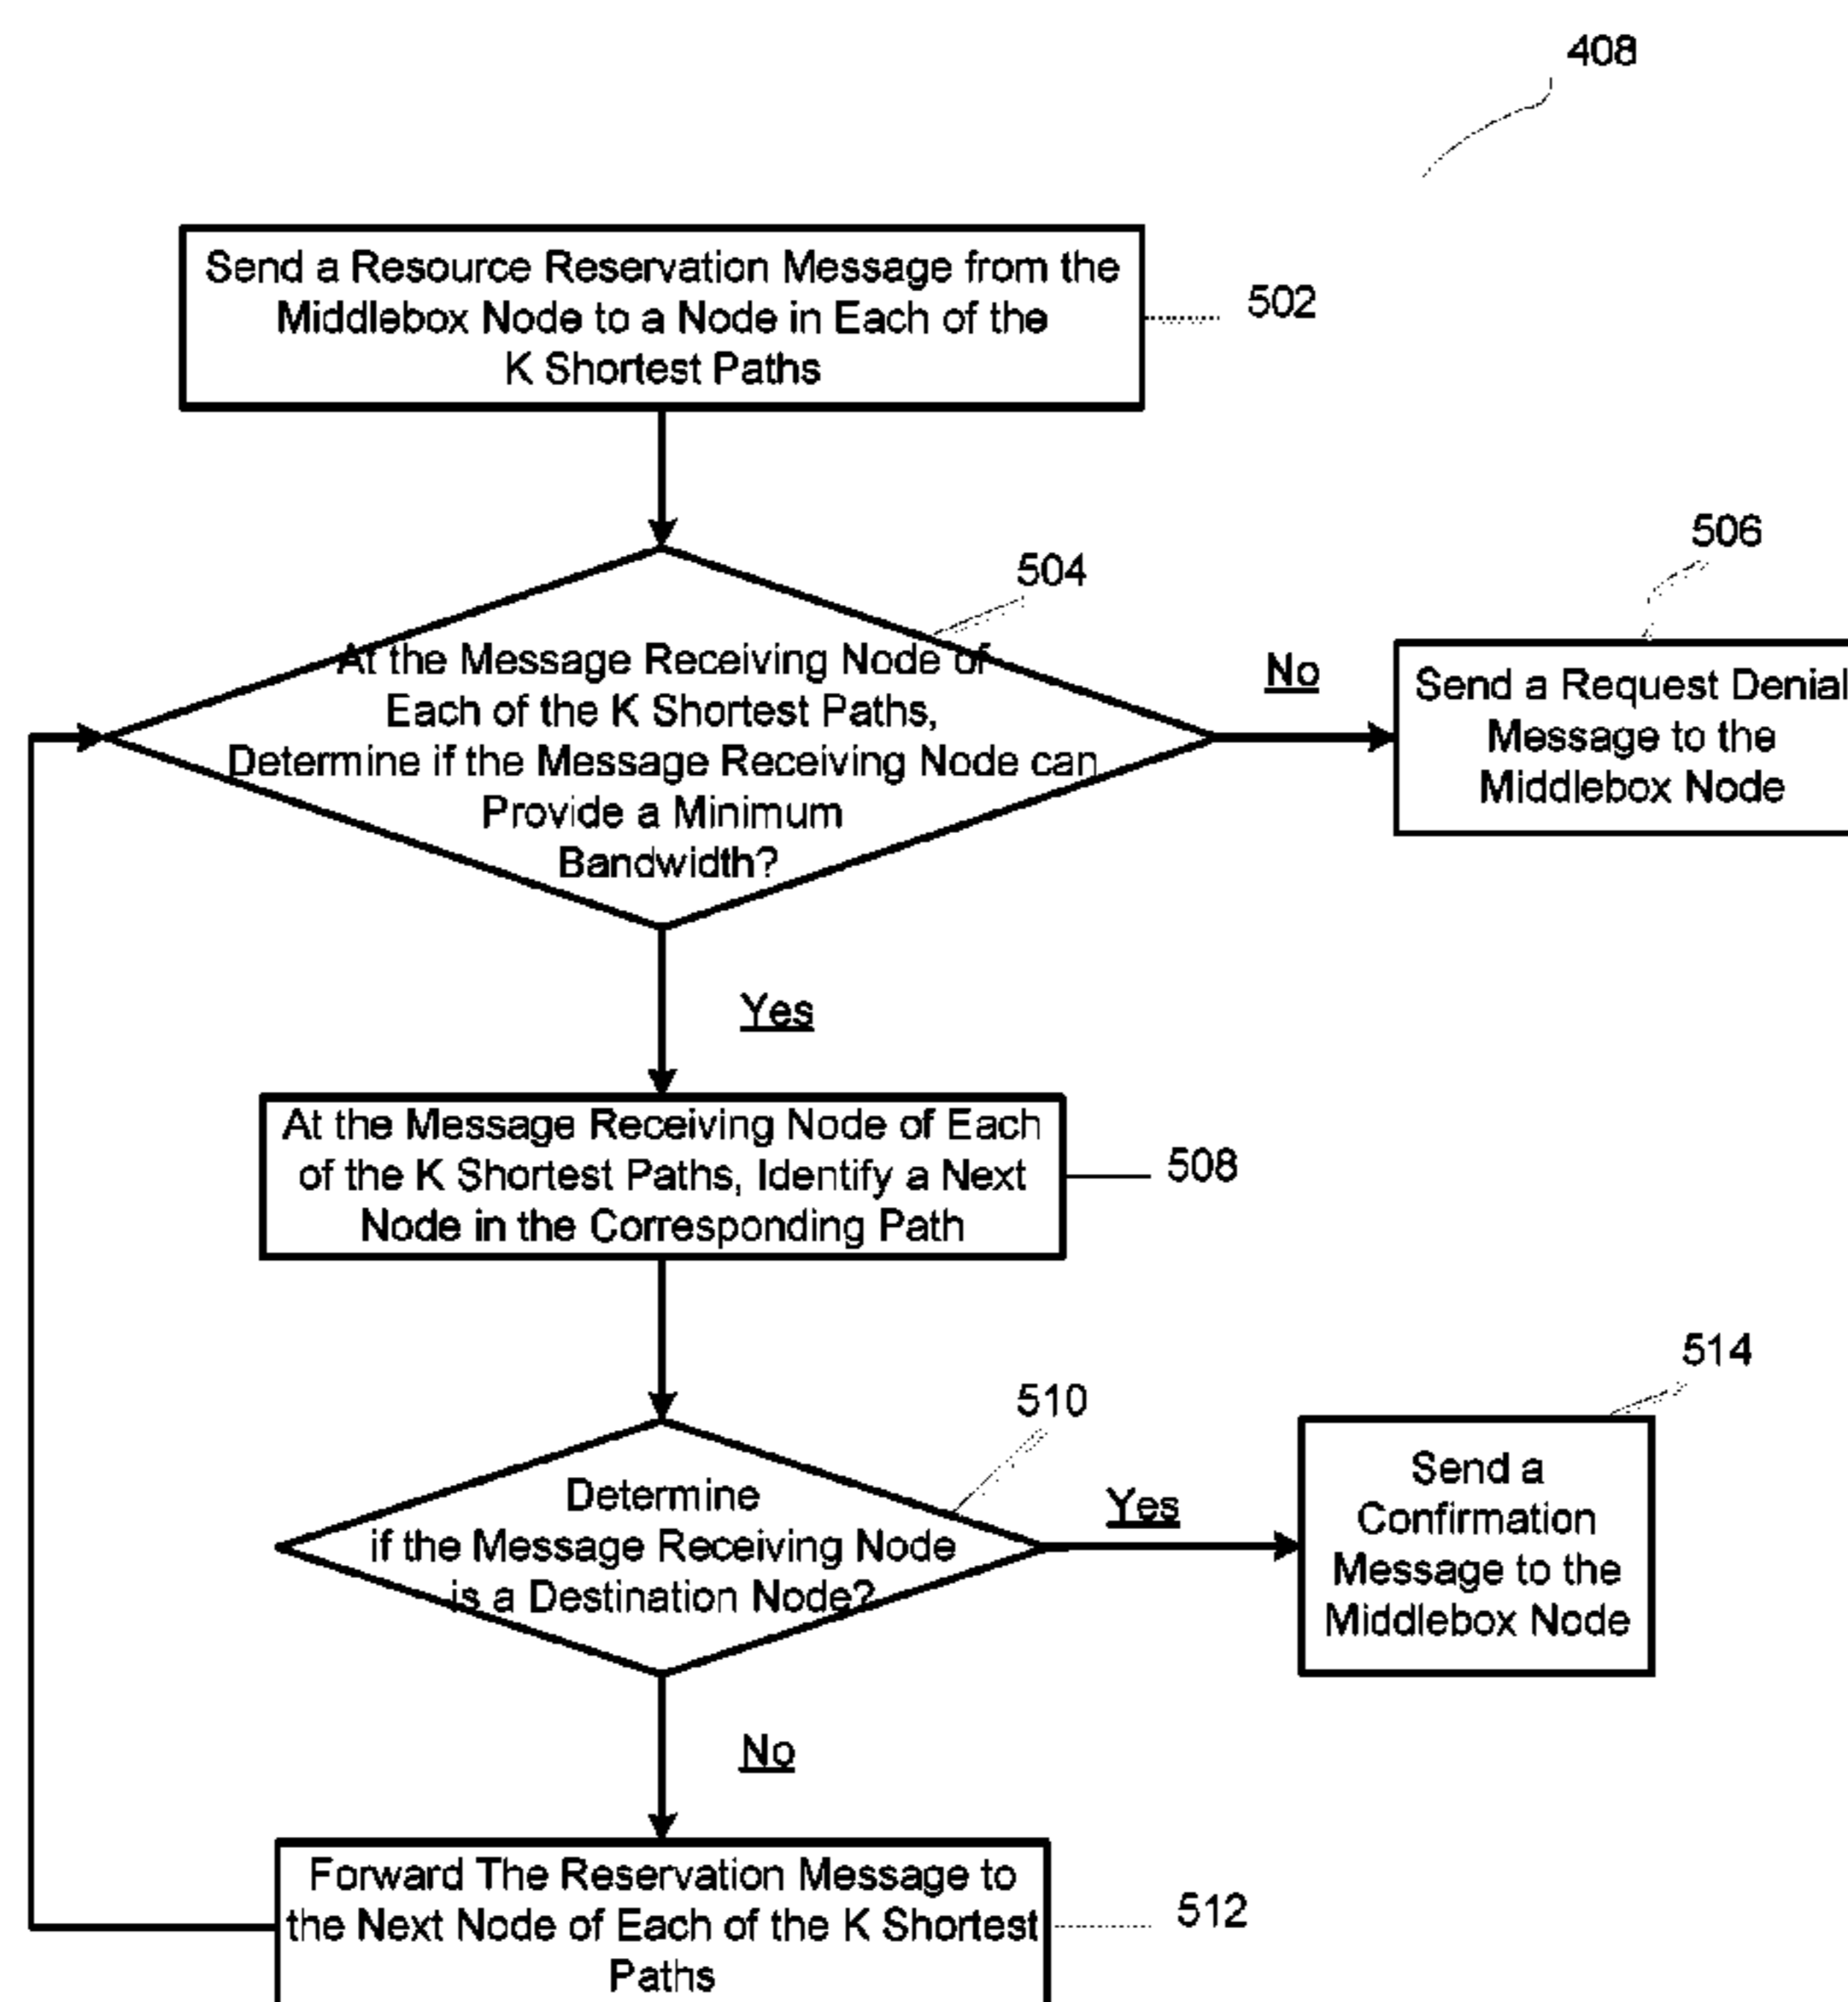 408
Send a Resource Reservation Message from the
Middlebox Node to a Node in Each of the
K Shortest Paths
502
504
At the Message Receiving Node of
Each of the K Shortest Paths,
Determine if the Message Receiving Node can
Provide a Minimum
Bandwidth?
No
506
Send a Request Denial
Message to the
Middlebox Node
Yes
At the Message Receiving Node of Each
of the K Shortest Paths, Identify a Next
Node in the Corresponding Path
508
510
Determine
if the Message Receiving Node
is a Destination Node?
Yes
514
Send a
Confirmation
Message to the
Middlebox Node
No
Forward The Reservation Message to
the Next Node of Each of the K Shortest
Paths
512